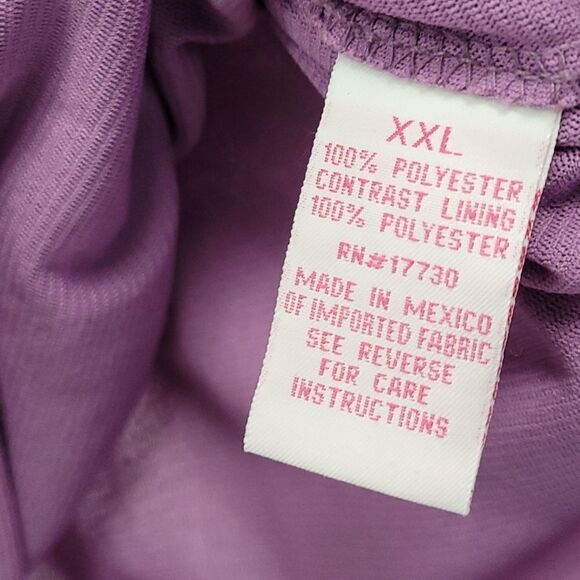 XXL
100% POLYESTER
CONTRAST LINING
100% POLYESTER
RN#17730
MADE IN MEXICO
OF IMPORTED FABRIC
SEE REVERSE
FOR CARE
INSTRUCTIONS